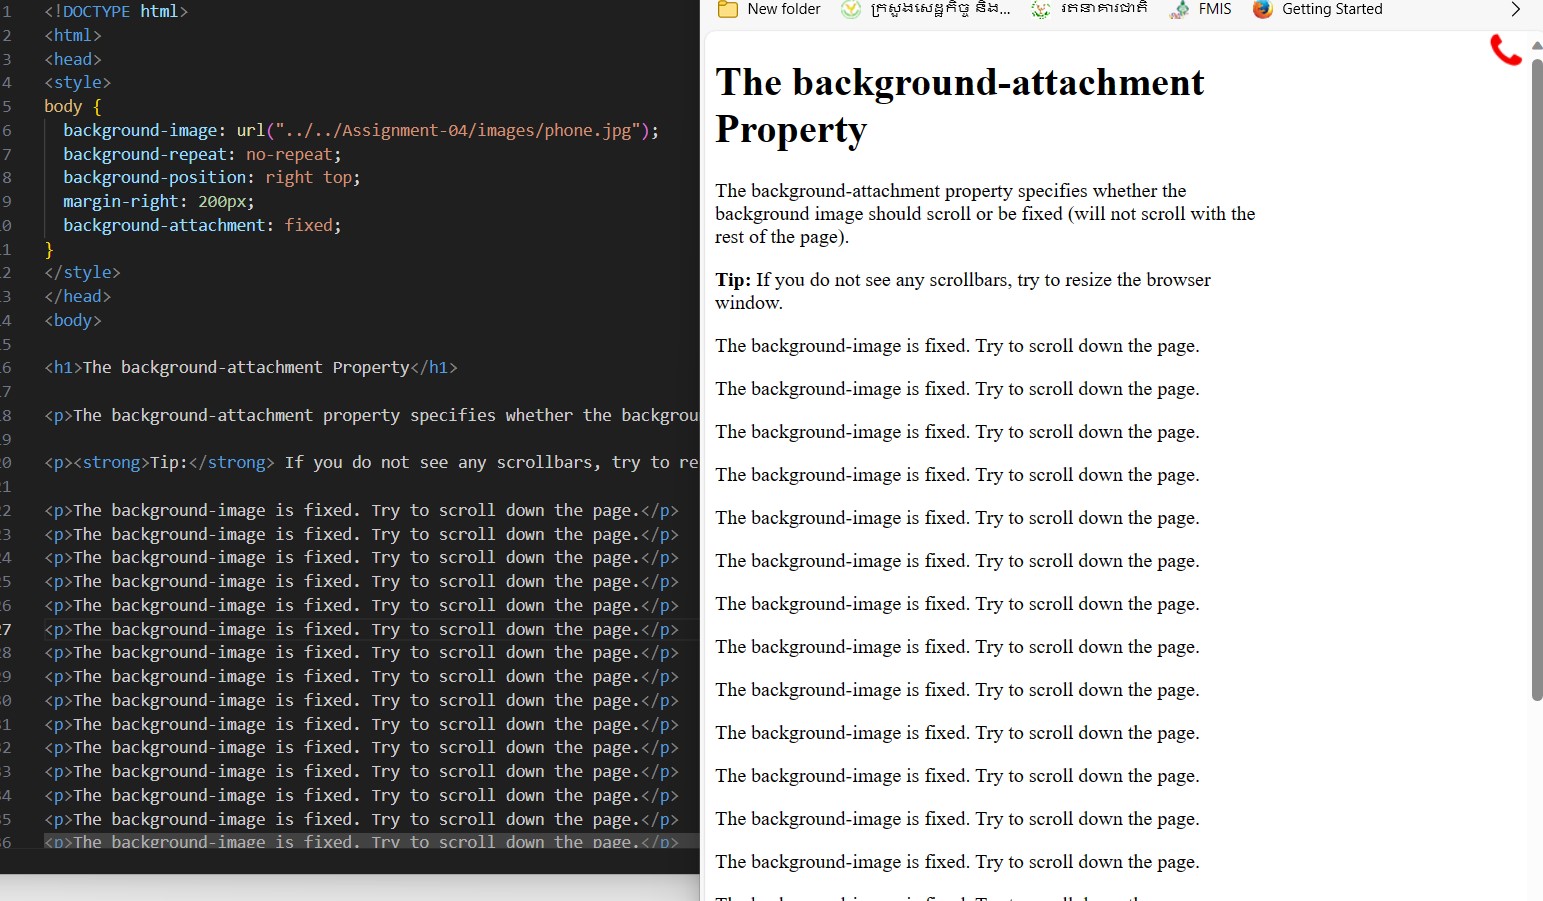 1 <!DOCTYPE html>
2 <html>
3 <head>
4 <style>
5 body {
6 background-image: url("../../Assignment-04/images/phone.jpg");
7 background-repeat: no-repeat;
8 background-position: right top;
9 margin-right: 200px;
0 background-attachment: fixed;
1 }
2 </style>
3 </head>
4 <body>
5
6 <h1>The background-attachment Property</h1>
7
8 <p>The background-attachment property specifies whether the backgrou
9
0 <p><strong>Tip:</strong> If you do not see any scrollbars, try to re
1
2 <p>The background-image is fixed. Try to scroll down the page.</p>
3 <p>The background-image is fixed. Try to scroll down the page.</p>
4 <p>The background-image is fixed. Try to scroll down the page.</p>
5 <p>The background-image is fixed. Try to scroll down the page.</p>
6 <p>The background-image is fixed. Try to scroll down the page.</p>
7 <p>The background-image is fixed. Try to scroll down the page.</p>
8 <p>The background-image is fixed. Try to scroll down the page.</p>
9 <p>The background-image is fixed. Try to scroll down the page.</p>
0 <p>The background-image is fixed. Try to scroll down the page.</p>
1 <p>The background-image is fixed. Try to scroll down the page.</p>
2 <p>The background-image is fixed. Try to scroll down the page.</p>
3 <p>The background-image is fixed. Try to scroll down the page.</p>
4 <p>The background-image is fixed. Try to scroll down the page.</p>
5 <p>The background-image is fixed. Try to scroll down the page.</p>
6 <p>The background-image is fixed. Try to scroll down the page.</p>
New folder ក្រសួងសេដ្ឋកិច្ច និង... រតនាគារជាតិ FMIS Getting Started
The background-attachment
Property
The background-attachment property specifies whether the
background image should scroll or be fixed (will not scroll with the
rest of the page).
Tip: If you do not see any scrollbars, try to resize the browser
window.
The background-image is fixed. Try to scroll down the page.
The background-image is fixed. Try to scroll down the page.
The background-image is fixed. Try to scroll down the page.
The background-image is fixed. Try to scroll down the page.
The background-image is fixed. Try to scroll down the page.
The background-image is fixed. Try to scroll down the page.
The background-image is fixed. Try to scroll down the page.
The background-image is fixed. Try to scroll down the page.
The background-image is fixed. Try to scroll down the page.
The background-image is fixed. Try to scroll down the page.
The background-image is fixed. Try to scroll down the page.
The background-image is fixed. Try to scroll down the page.
The background-image is fixed. Try to scroll down the page.